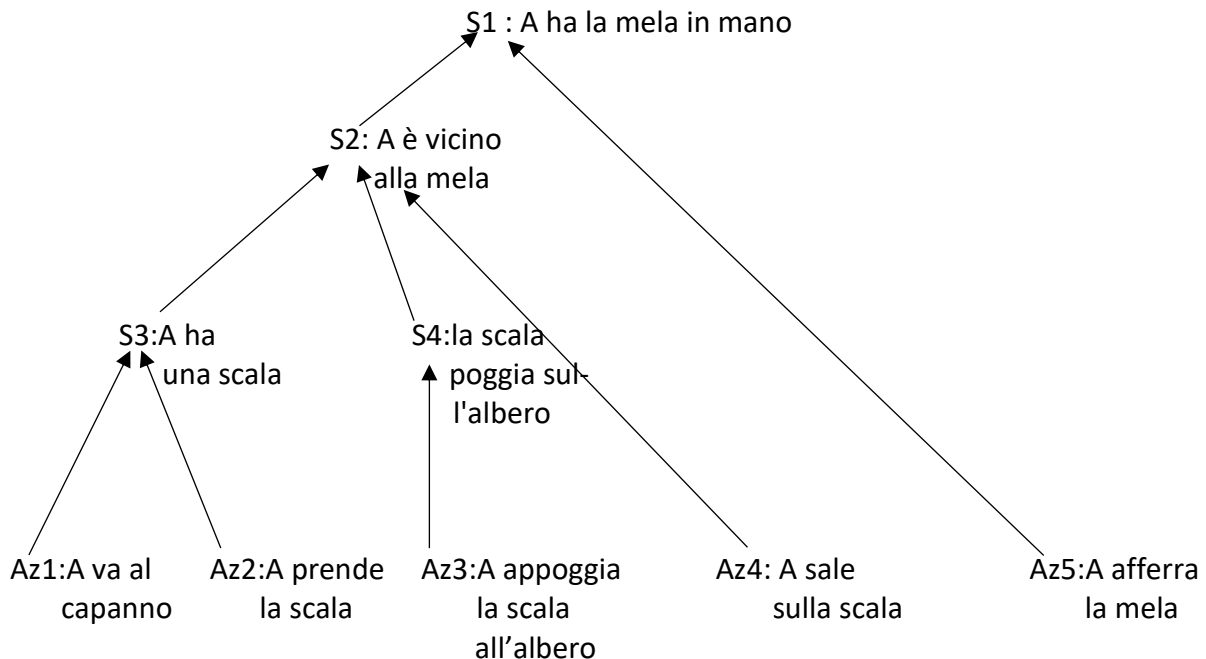 S1 : A ha la mela in mano
S2: A è vicino
alla mela
S3:A ha
una scala
S4:la scala
poggia sul-
l'albero
Az1:A va al
capanno
Az2:A prende
la scala
Az3:A appoggia
la scala
all’albero
Az4: A sale
sulla scala
Az5:A afferra
la mela